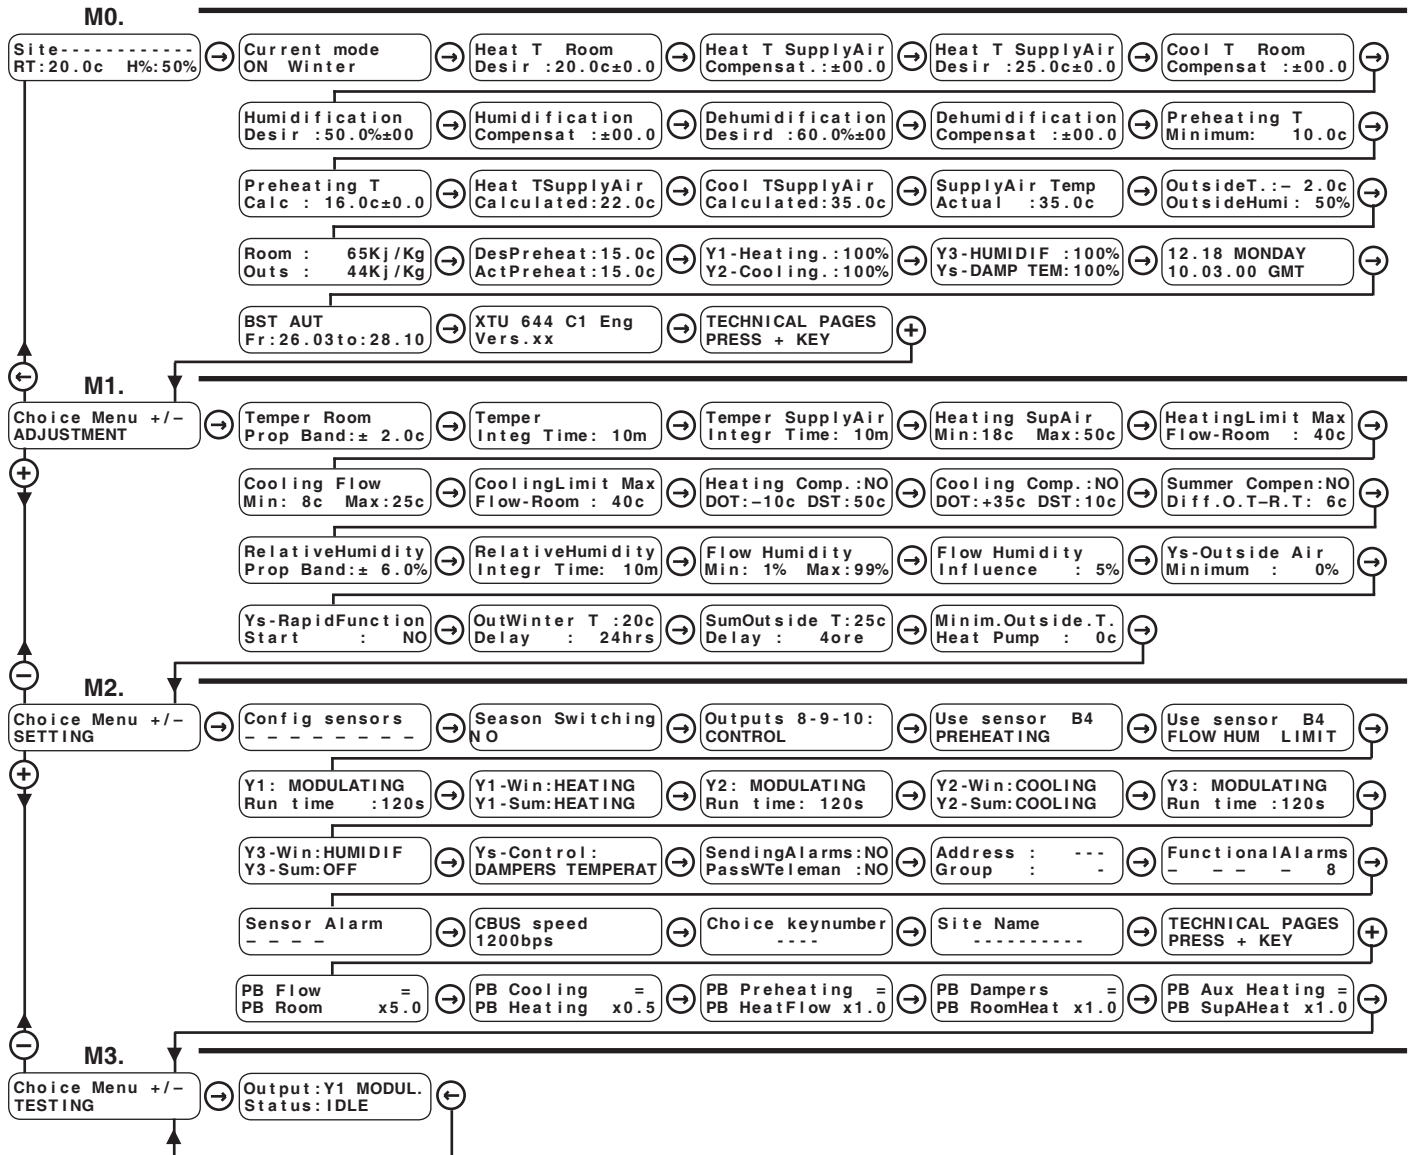 M0.
Site------------
RT:20.0c H%:50%
Current mode
ON Winter
Heat T Room
Desir :20.0c±0.0
Heat T SupplyAir
Compensat.:±00.0
Heat T SupplyAir
Desir :25.0c±0.0
Cool T Room
Compensat :±00.0
Humidification
Desir :50.0%±00
Humidification
Compensat :±00.0
Dehumidification
Desird :60.0%±00
Dehumidification
Compensat :±00.0
Preheating T
Minimum: 10.0c
Preheating T
Calc : 16.0c±0.0
Heat TSupplyAir
Calculated:22.0c
Cool TSupplyAir
Calculated:35.0c
SupplyAir Temp
Actual :35.0c
OutsideT.:– 2.0c
OutsideHumi: 50%
Room : 65Kj/Kg
Outs : 44Kj/Kg
DesPreheat:15.0c
ActPreheat:15.0c
Y1-Heating.:100%
Y2-Cooling.:100%
Y3-HUMIDIF :100%
Ys-DAMP TEM:100%
12.18 MONDAY
10.03.00 GMT
BST AUT
Fr:26.03to:28.10
XTU 644 C1 Eng
Vers.xx
TECHNICAL PAGES
PRESS + KEY
M1.
Choice Menu +/–
ADJUSTMENT
Temper Room
Prop Band:± 2.0c
Temper
Integ Time: 10m
Temper SupplyAir
Integr Time: 10m
Heating SupAir
Min:18c Max:50c
HeatingLimit Max
Flow-Room : 40c
Cooling Flow
Min: 8c Max:25c
CoolingLimit Max
Flow-Room : 40c
Heating Comp.:NO
DOT:–10c DST:50c
Cooling Comp.:NO
DOT:+35c DST:10c
Summer Compen:NO
Diff.O.T–R.T: 6c
RelativeHumidity
Prop Band:± 6.0%
RelativeHumidity
Integr Time: 10m
Flow Humidity
Min: 1% Max:99%
Flow Humidity
Influence : 5%
Ys-Outside Air
Minimum : 0%
Ys-RapidFunction
Start : NO
OutWinter T :20c
Delay : 24hrs
SumOutside T:25c
Delay : 4ore
Minim.Outside.T.
Heat Pump : 0c
M2.
Choice Menu +/–
SETTING
Config sensors
– – – – – – – –
Season Switching
NO
Outputs 8-9-10:
CONTROL
Use sensor B4
PREHEATING
Use sensor B4
FLOW HUM LIMIT
Y1: MODULATING
Run time :120s
Y1-Win:HEATING
Y1-Sum:HEATING
Y2: MODULATING
Run time: 120s
Y2-Win:COOLING
Y2-Sum:COOLING
Y3: MODULATING
Run time :120s
Y3-Win:HUMIDIF
Y3-Sum:OFF
Ys-Control:
DAMPERS TEMPERAT
SendingAlarms:NO
PassWTeleman :NO
Address : ---
Group : -
FunctionalAlarms
– – – – 8
Sensor Alarm
– – – –
CBUS speed
1200bps
Choice keynumber
----
Site Name
----------
TECHNICAL PAGES
PRESS + KEY
PB Flow =
PB Room x5.0
PB Cooling =
PB Heating x0.5
PB Preheating =
PB HeatFlow x1.0
PB Dampers =
PB RoomHeat x1.0
PB Aux Heating =
PB SupAHeat x1.0
M3.
Choice Menu +/–
TESTING
Output:Y1 MODUL.
Status:IDLE